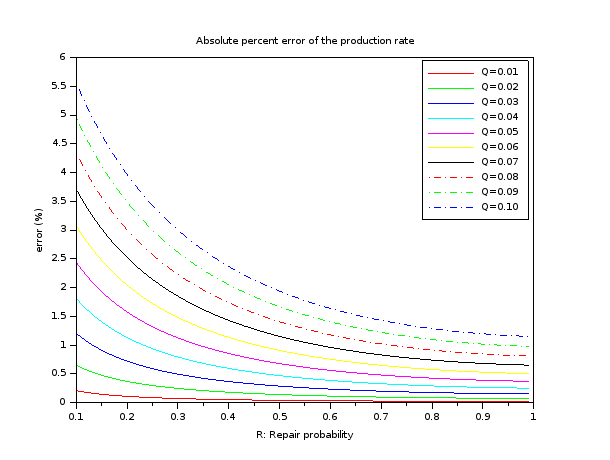 Absolute percent error of the production rate
6
5.5
5
4.5
4
3.5
3
2.5
2
1.5
1
0.5
0
error (%)
Q=0.01
Q=0.02
Q=0.03
Q=0.04
Q=0.05
Q=0.06
Q=0.07
Q=0.08
Q=0.09
Q=0.10
0.1 0.2 0.3 0.4 0.5 0.6 0.7 0.8 0.9 1
R: Repair probability